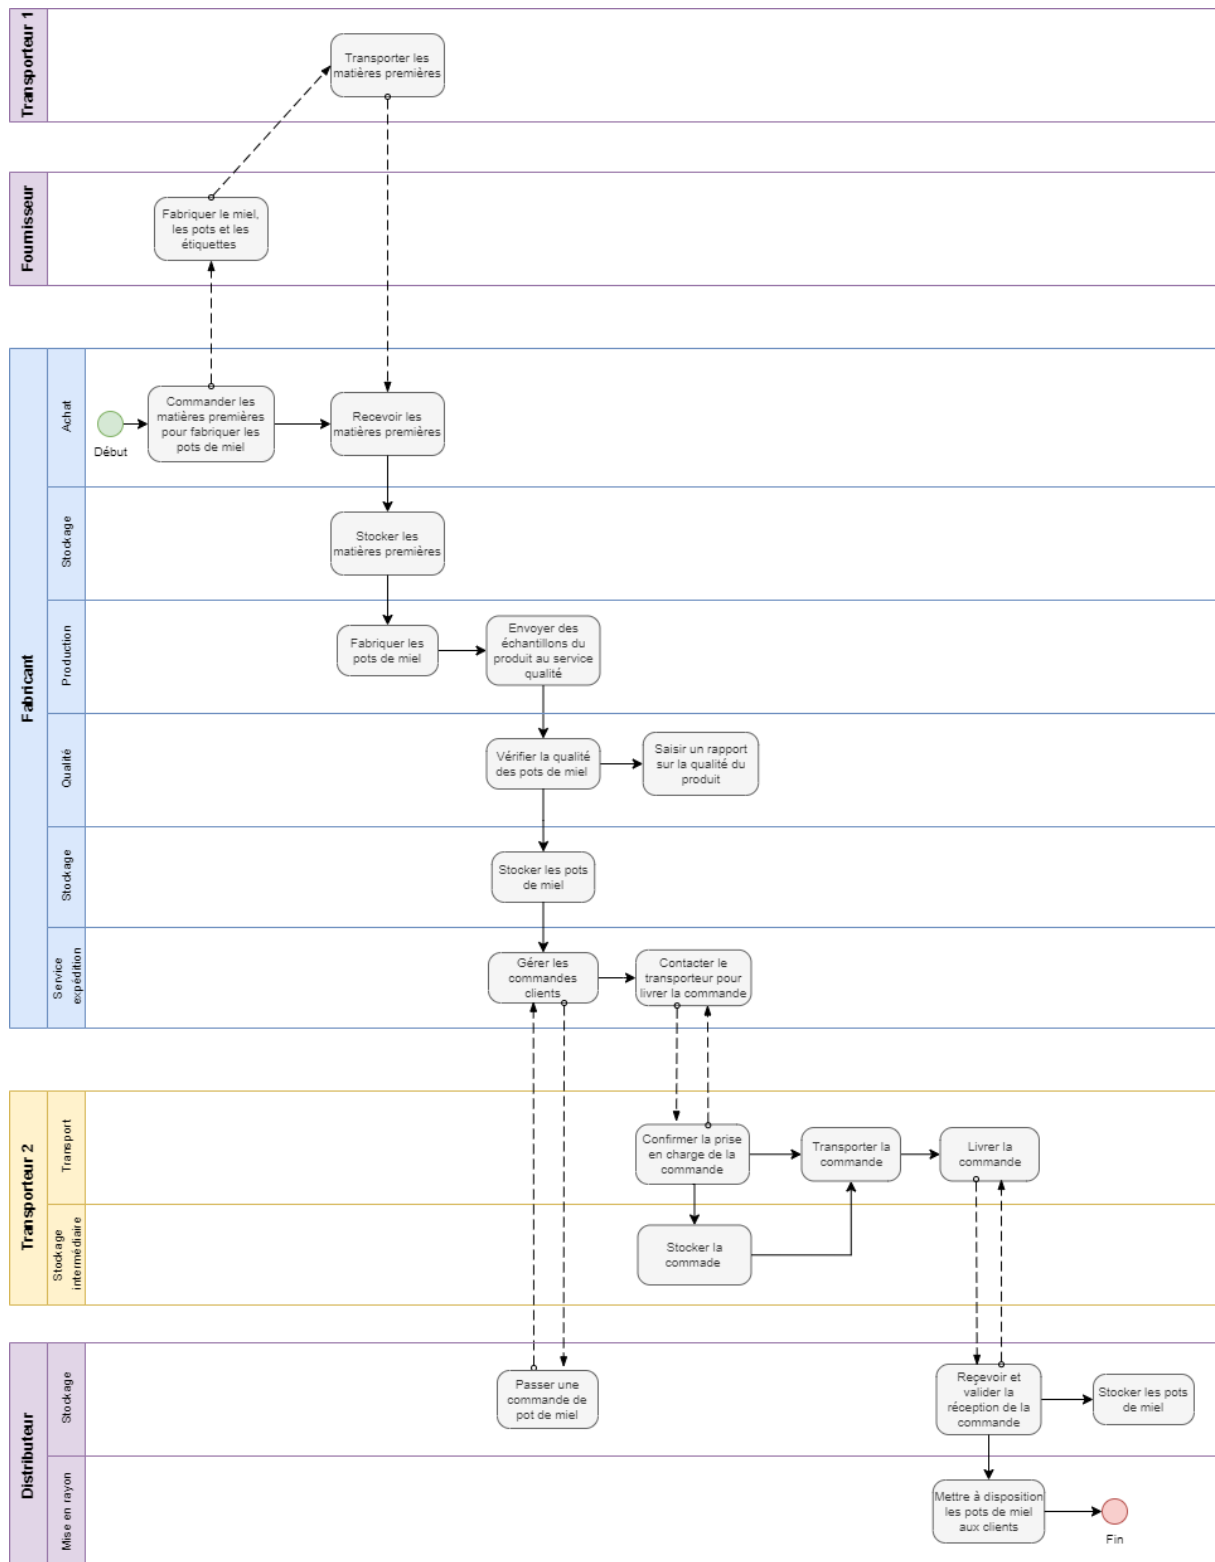 Transporteur 1
Transporter les
matières premières
Fournisseur
Fabriquer le miel,
les pots et les
étiquettes
Fabricant
Achat
Début
Commander les
matières premières
pour fabriquer les
pots de miel
Recevoir les
matières premières
Stockage
Stocker les
matières premières
Production
Fabriquer les
pots de miel
Envoyer des
échantillons du
produit au service
qualité
Qualité
Vérifier la qualité
des pots de miel
Saisir un rapport
sur la qualité du
produit
Stockage
Stocker les pots
de miel
Service
expédition
Gérer les
commandes
clients
Contacter le
transporteur pour
livrer la commande
Transporteur 2
Transport
Confirmer la prise
en charge de la
commande
Transporter la
commande
Livrer la
commande
Stockage
intermédiaire
Stocker la
commade
Distributeur
Stockage
Passer une
commande de
pot de miel
Reçevoir et
valider la
réception de la
commande
Stocker les pots
de miel
Mise en rayon
Mettre à disposition
les pots de miel
aux clients
Fin